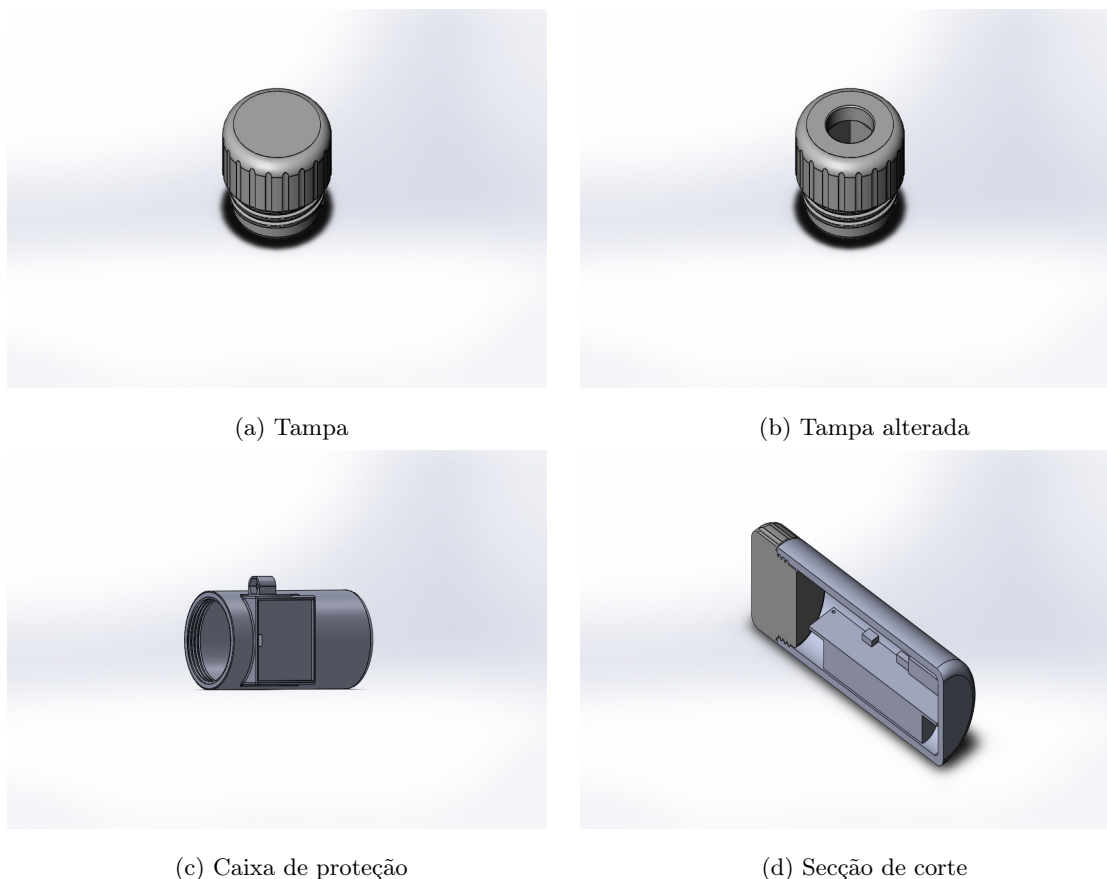 (a) Tampa
(b) Tampa alterada
(c) Caixa de proteção
(d) Secção de corte